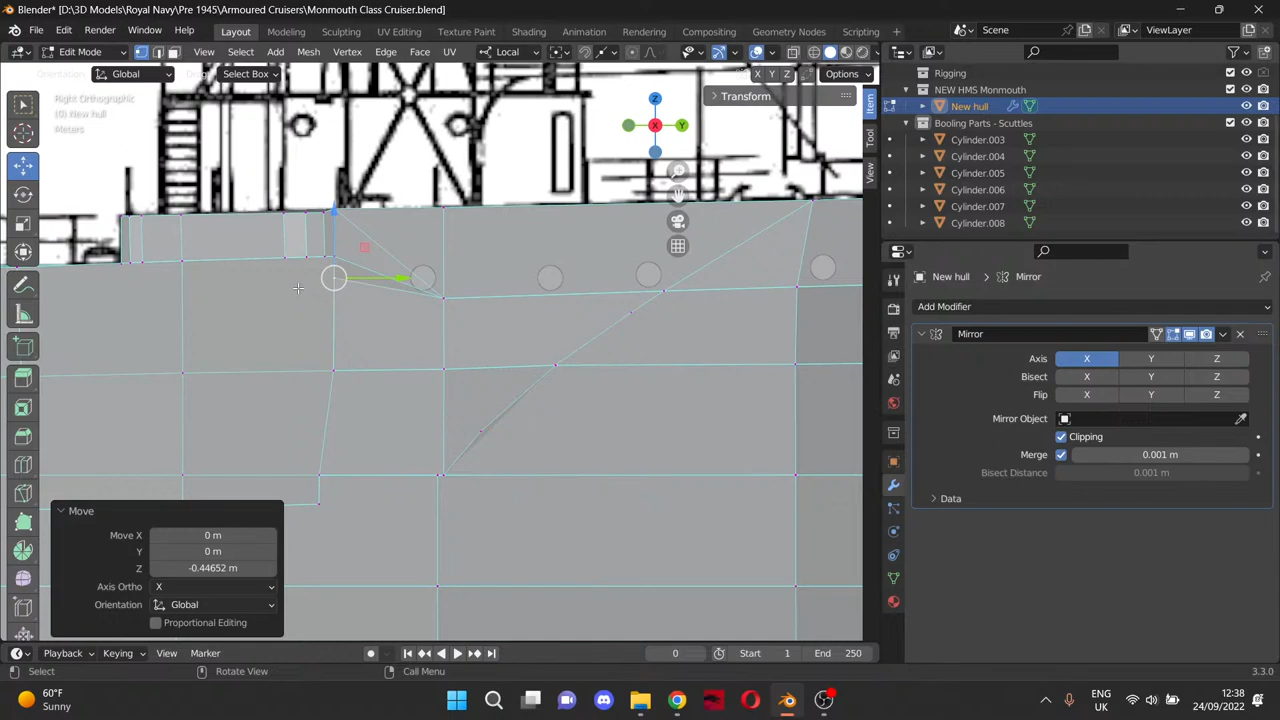 Blender* [D:\3D Models\Royal Navy\Pre 1945\Armoured Cruisers\Monmouth Class Cruiser.blend]
File Edit Render Window Help Layout Modeling Sculpting UV Editing Texture Paint Shading Animation Rendering Compositing Geometry Nodes Scripting Scene ViewLayer
Edit Mode View Select Add Mesh Vertex Edge Face UV Local
Orientation: Global Drag: Select Box X Y Z Options
Right Orthographic
(0) New hull
Meters
Z
X
Y
Transform
Item
Tool
View
Rigging
NEW HMS Monmouth
New hull
Booling Parts - Scuttles
Cylinder.003
Cylinder.004
Cylinder.005
Cylinder.006
Cylinder.007
Cylinder.008
New hull Mirror
Add Modifier
Mirror
Axis X Y Z
Bisect X Y Z
Flip X Y Z
Mirror Object
Clipping
Merge 0.001 m
Bisect Distance 0.001 m
Data
Move
Move X 0 m
Y 0 m
Z -0.44652 m
Axis Ortho X
Orientation Global
Proportional Editing
Playback Keying View Marker 0 Start 1 End 250
Select Rotate View Call Menu 3.3.0
60°F
Sunny
ENG
UK
12:38
24/09/2022